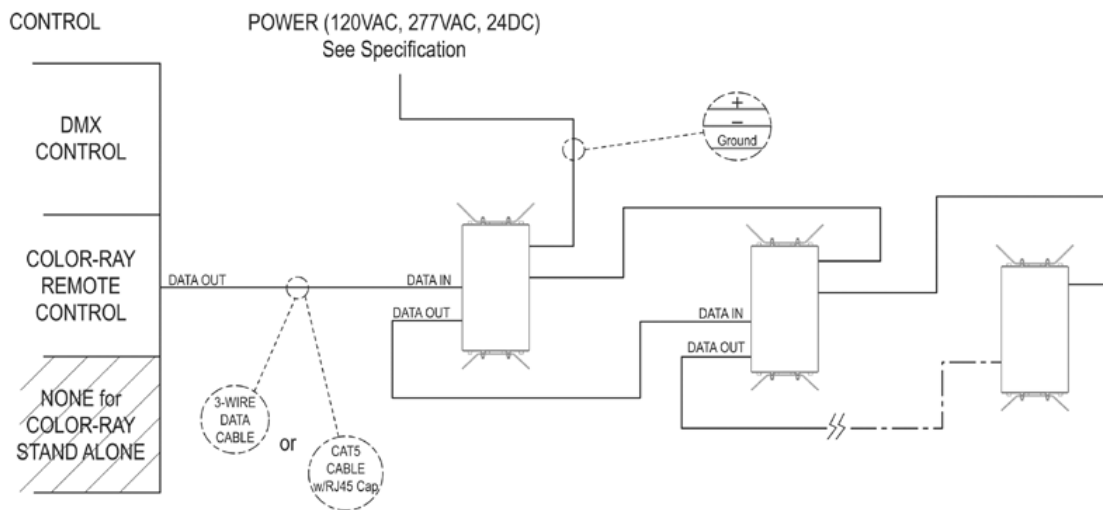 CONTROL
POWER (120VAC, 277VAC, 24DC)
See Specification
DMX
CONTROL
+
–
Ground
COLOR-RAY
REMOTE
CONTROL
DATA OUT
DATA IN
DATA OUT
DATA IN
DATA OUT
NONE for
COLOR-RAY
STAND ALONE
3-WIRE
DATA
CABLE
or
CAT5
CABLE
w/RJ45 Cap